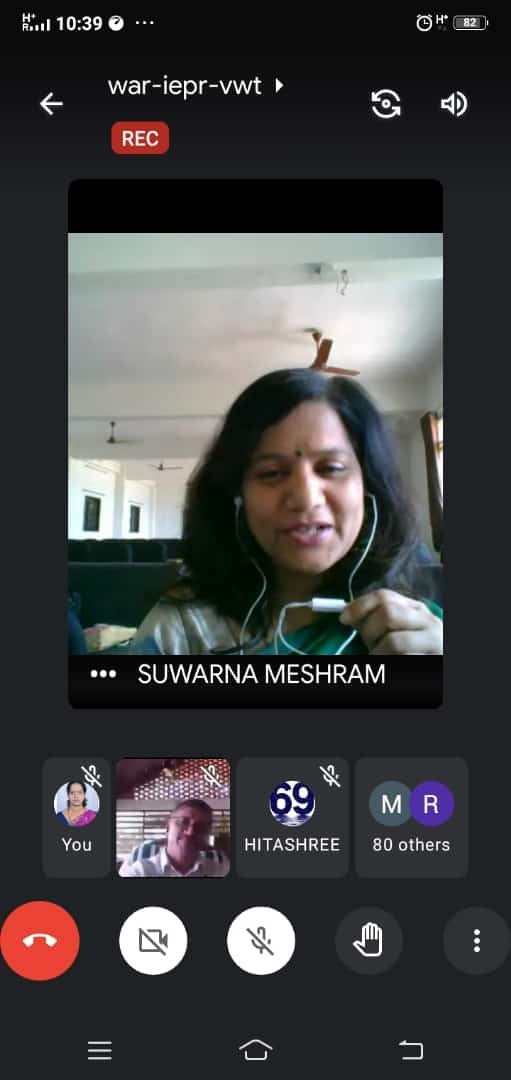 H+
R 10:39 ...
H+ 82
war-iepr-vwt
REC
SUWARNA MESHRAM
You
69
HITASHREE
M R
80 others